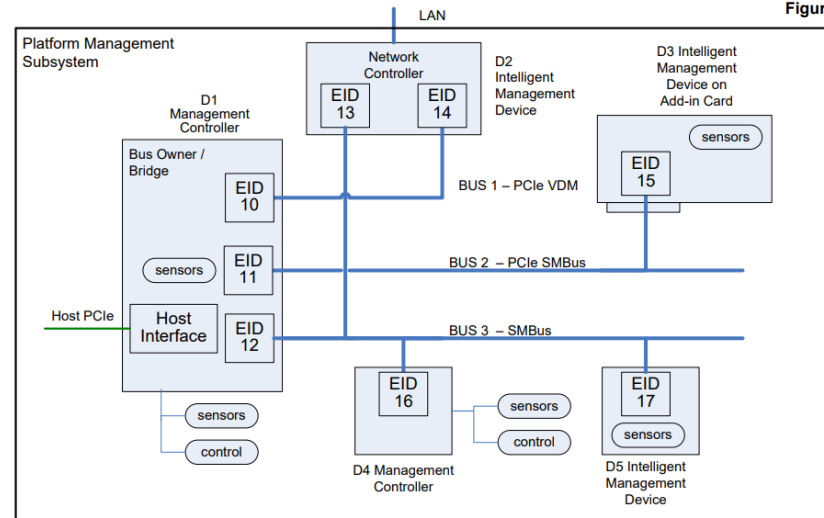 Figur
LAN
Platform Management
Subsystem
Network
Controller
EID
13
EID
14
D2
Intelligent
Management
Device
D3 Intelligent
Management
Device on
Add-in Card
sensors
EID
15
D1
Management
Controller
Bus Owner /
Bridge
EID
10
BUS 1 – PCIe VDM
sensors
EID
11
BUS 2 – PCIe SMBus
Host PCIe
Host
Interface
EID
12
BUS 3 – SMBus
EID
16
EID
17
sensors
sensors
control
sensors
control
D4 Management
Controller
D5 Intelligent
Management
Device